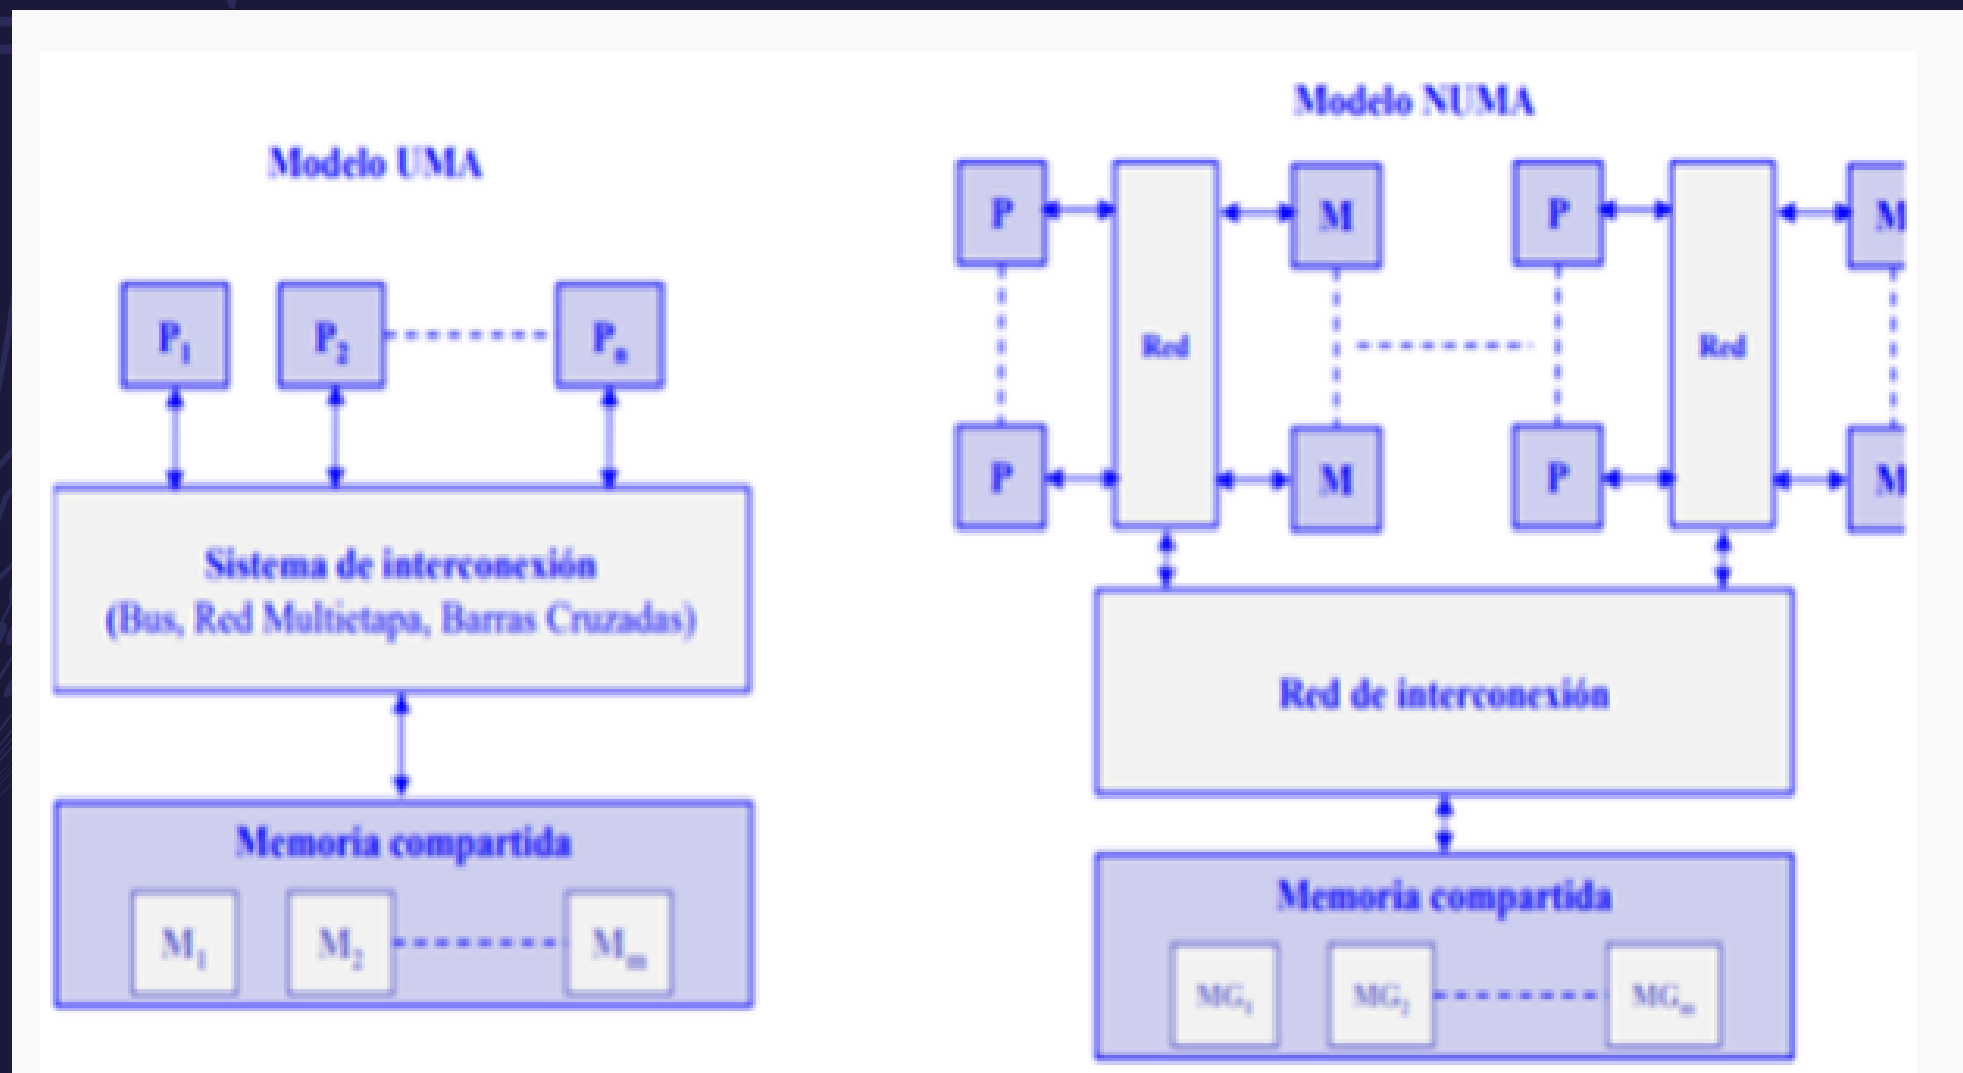 Modelo UMA
P1
P2
Pn
Sistema de interconexión
(Bus, Red Multietapa, Barras Cruzadas)
Memoria compartida
M1
M2
Mm
Modelo NUMA
P
M
P
M
Red
Red
P
M
P
M
Red de interconexión
Memoria compartida
MG1
MG2
MGm